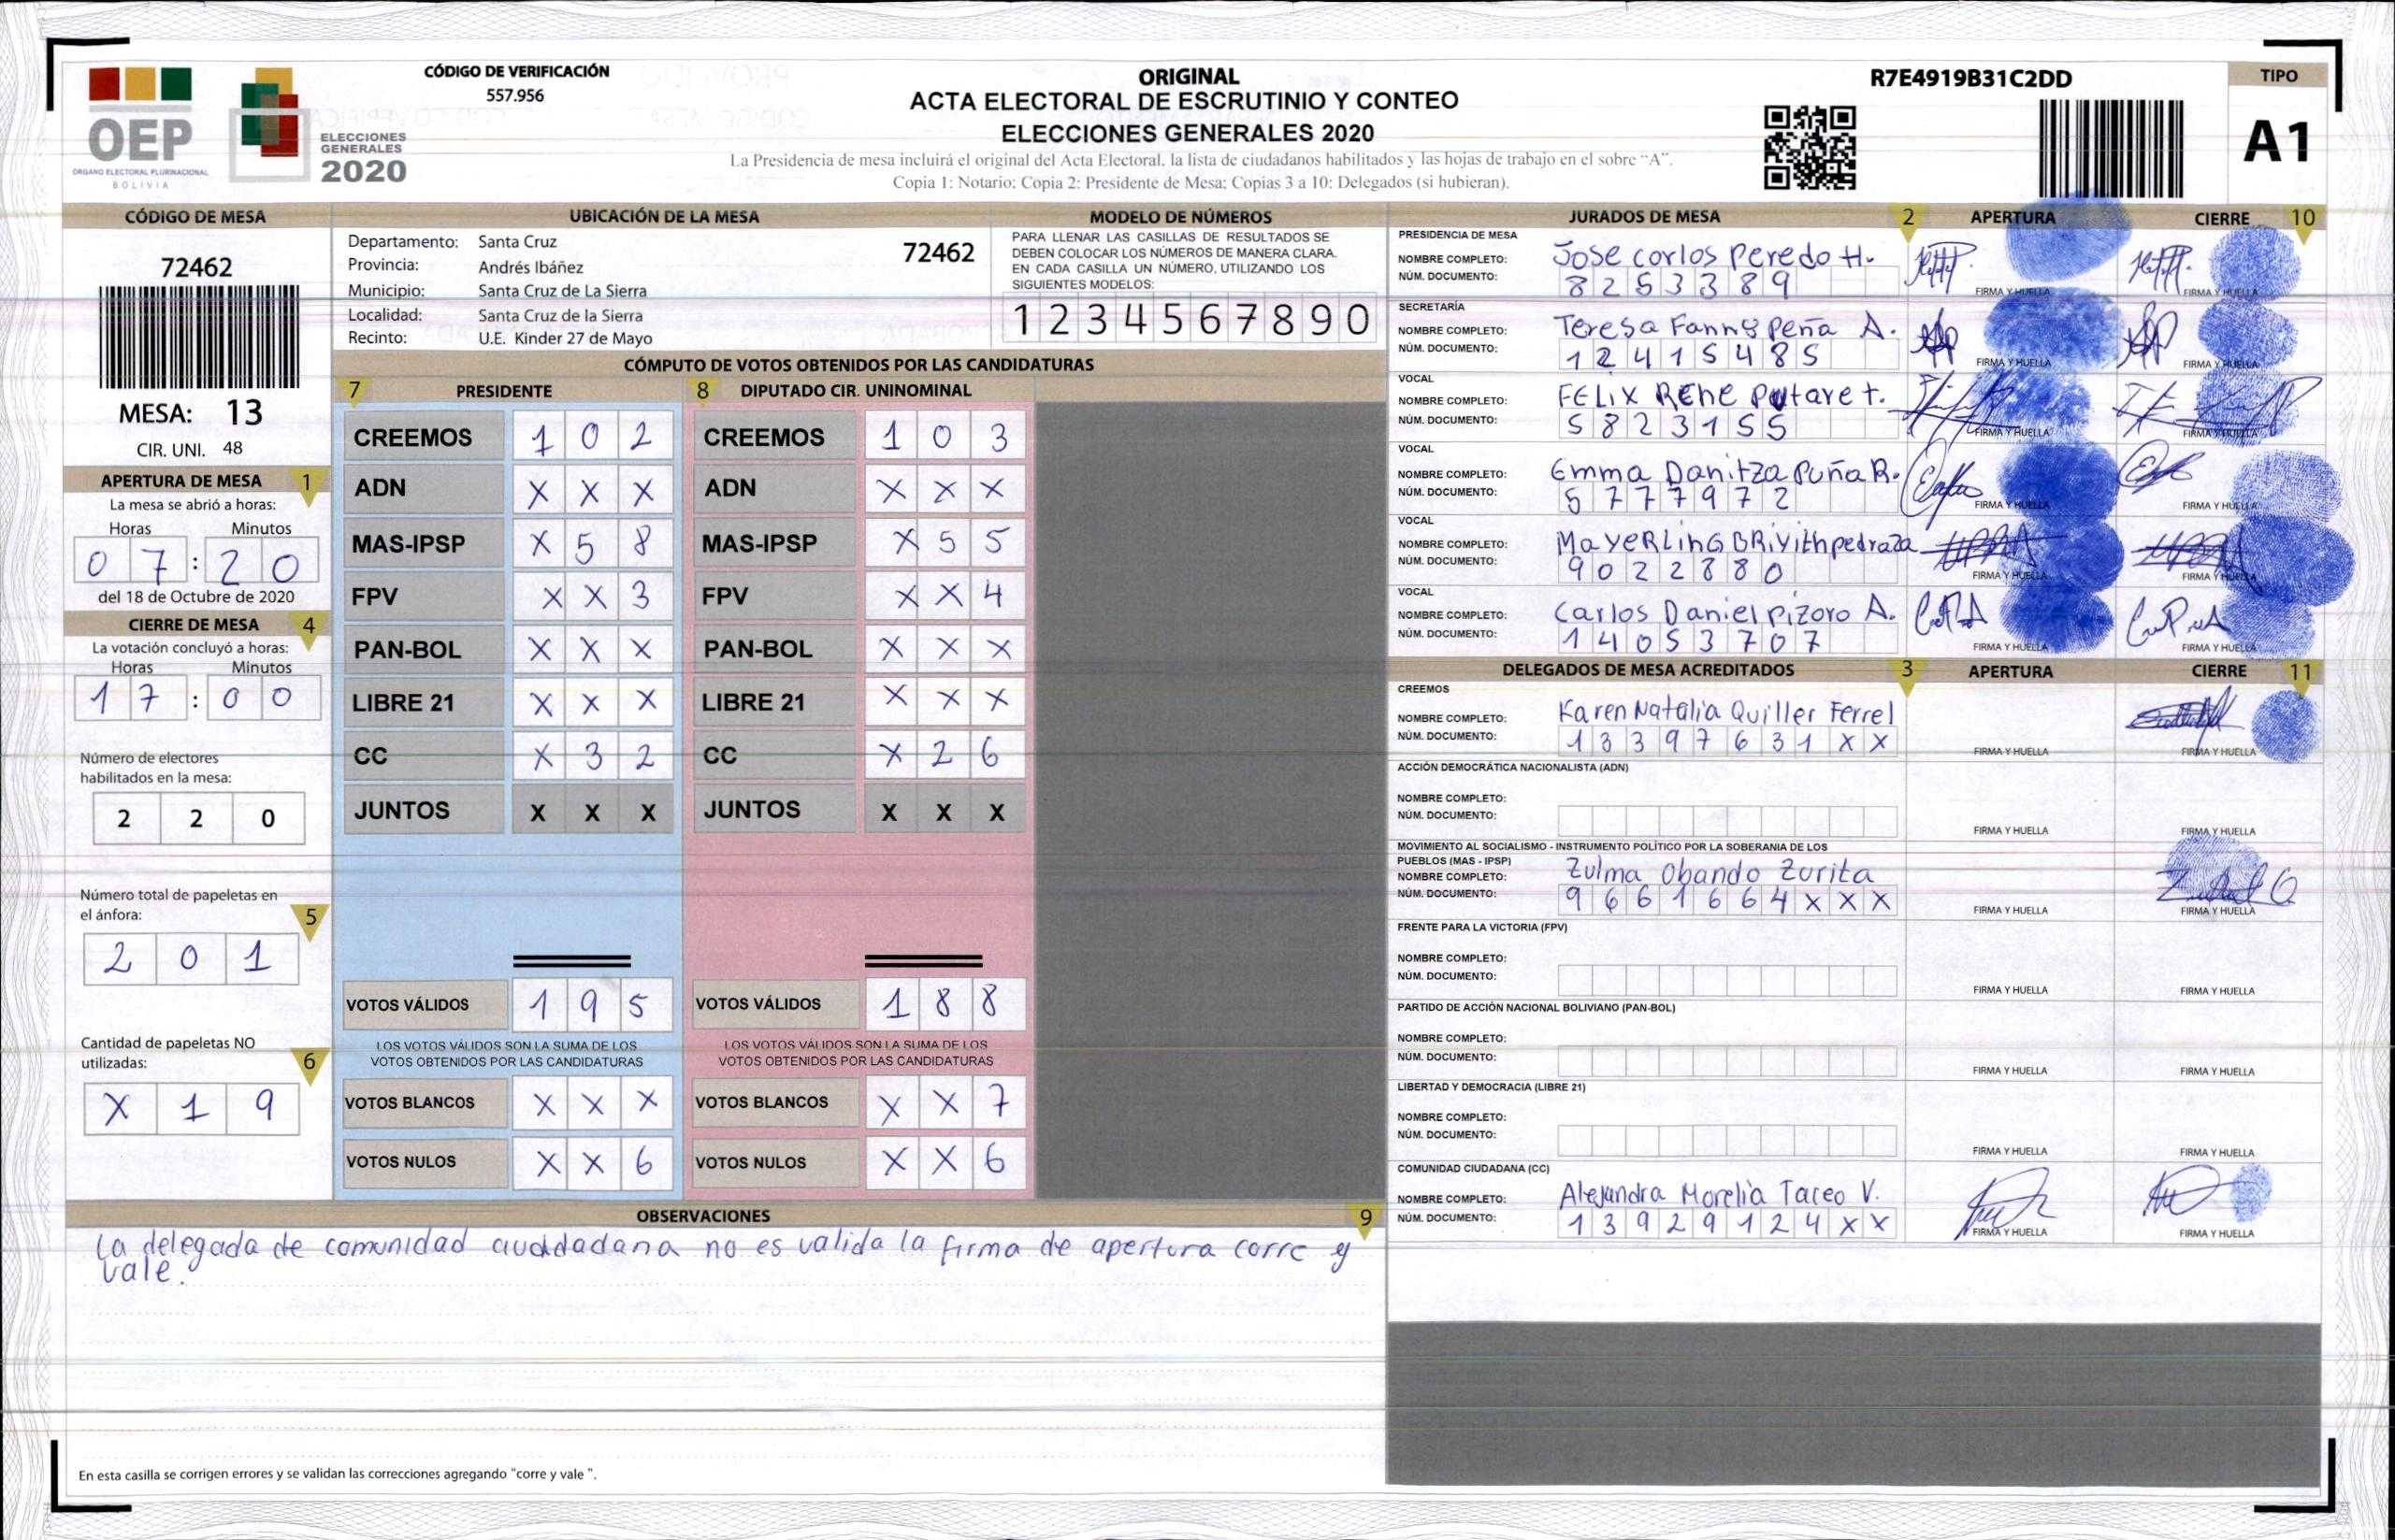 CÓDIGO DE VERIFICACIÓN
557.956
OEP
ÓRGANO ELECTORAL PLURINACIONAL
BOLIVIA
ELECCIONES
GENERALES
2020
ORIGINAL
ACTA ELECTORAL DE ESCRUTINIO Y CONTEO
ELECCIONES GENERALES 2020
La Presidencia de mesa incluirá el original del Acta Electoral, la lista de ciudadanos habilitados y las hojas de trabajo en el sobre "A".
Copia 1: Notario; Copia 2: Presidente de Mesa; Copias 3 a 10: Delegados (si hubieran).
R7E4919B31C2DD
TIPO
A1
CÓDIGO DE MESA
72462
MESA: 13
CIR. UNI. 48
APERTURA DE MESA 1
La mesa se abrió a horas:
Horas Minutos
0 7 : 2 0
del 18 de Octubre de 2020
CIERRE DE MESA 4
La votación concluyó a horas:
Horas Minutos
1 7 : 0 0
Número de electores
habilitados en la mesa:
2 2 0
Número total de papeletas en
el ánfora: 5
2 0 1
Cantidad de papeletas NO
utilizadas: 6
X 1 9
UBICACIÓN DE LA MESA
Departamento: Santa Cruz 72462
Provincia: Andrés Ibáñez
Municipio: Santa Cruz de La Sierra
Localidad: Santa Cruz de la Sierra
Recinto: U.E. Kinder 27 de Mayo
MODELO DE NÚMEROS
PARA LLENAR LAS CASILLAS DE RESULTADOS SE
DEBEN COLOCAR LOS NÚMEROS DE MANERA CLARA.
EN CADA CASILLA UN NÚMERO, UTILIZANDO LOS
SIGUIENTES MODELOS:
1 2 3 4 5 6 7 8 9 0
CÓMPUTO DE VOTOS OBTENIDOS POR LAS CANDIDATURAS
7 PRESIDENTE
CREEMOS 1 0 2
ADN X X X
MAS-IPSP X 5 8
FPV X X 3
PAN-BOL X X X
LIBRE 21 X X X
CC X 3 2
JUNTOS X X X
VOTOS VÁLIDOS 1 9 5
LOS VOTOS VÁLIDOS SON LA SUMA DE LOS
VOTOS OBTENIDOS POR LAS CANDIDATURAS
VOTOS BLANCOS X X X
VOTOS NULOS X X 6
8 DIPUTADO CIR. UNINOMINAL
CREEMOS 1 0 3
ADN X X X
MAS-IPSP X 5 5
FPV X X 4
PAN-BOL X X X
LIBRE 21 X X X
CC X 2 6
JUNTOS X X X
VOTOS VÁLIDOS 1 8 8
LOS VOTOS VÁLIDOS SON LA SUMA DE LOS
VOTOS OBTENIDOS POR LAS CANDIDATURAS
VOTOS BLANCOS X X 7
VOTOS NULOS X X 6
OBSERVACIONES 9
la delegada de comunidad no es valida la firma de apertura corre y
vale.
En esta casilla se corrigen errores y se validan las correcciones agregando "corre y vale ".
JURADOS DE MESA 2 APERTURA CIERRE 10
PRESIDENCIA DE MESA
NOMBRE COMPLETO: Jose Carlos Peredo H.
NÚM. DOCUMENTO: 8 2 5 3 3 8 9
FIRMA Y HUELLA FIRMA Y HUELLA
SECRETARÍA
NOMBRE COMPLETO: Teresa Fanny Peña A.
NÚM. DOCUMENTO: 1 2 4 1 5 4 8 5
FIRMA Y HUELLA FIRMA Y HUELLA
VOCAL
NOMBRE COMPLETO: FELIX RENE
NÚM. DOCUMENTO: 5 8 2 3 1 5 5
FIRMA Y HUELLA FIRMA Y HUELLA
VOCAL
NOMBRE COMPLETO: Emma Danitza Puña R.
NÚM. DOCUMENTO: 5 7 7 7 9 7 2
FIRMA Y HUELLA FIRMA Y HUELLA
VOCAL
NOMBRE COMPLETO: MaYeRLinG BRiYith pedraza
NÚM. DOCUMENTO: 9 0 2 2 8 8 0
FIRMA Y HUELLA FIRMA Y HUELLA
VOCAL
NOMBRE COMPLETO: Carlos Daniel Pizoro A.
NÚM. DOCUMENTO: 1 4 0 5 3 7 0 7
FIRMA Y HUELLA FIRMA Y HUELLA
DELEGADOS DE MESA ACREDITADOS 3 APERTURA CIERRE 11
CREEMOS
NOMBRE COMPLETO: Karen Natalia Quiller Ferrel
NÚM. DOCUMENTO: 1 3 3 9 7 6 3 1 X X
FIRMA Y HUELLA FIRMA Y HUELLA
ACCIÓN DEMOCRÁTICA NACIONALISTA (ADN)
NOMBRE COMPLETO:
NÚM. DOCUMENTO:
FIRMA Y HUELLA FIRMA Y HUELLA
MOVIMIENTO AL SOCIALISMO - INSTRUMENTO POLÍTICO POR LA SOBERANIA DE LOS
PUEBLOS (MAS - IPSP)
NOMBRE COMPLETO: Zulma Obando Zurita
NÚM. DOCUMENTO: 9 6 6 1 6 6 4 X X X
FIRMA Y HUELLA FIRMA Y HUELLA
FRENTE PARA LA VICTORIA (FPV)
NOMBRE COMPLETO:
NÚM. DOCUMENTO:
FIRMA Y HUELLA FIRMA Y HUELLA
PARTIDO DE ACCIÓN NACIONAL BOLIVIANO (PAN-BOL)
NOMBRE COMPLETO:
NÚM. DOCUMENTO:
FIRMA Y HUELLA FIRMA Y HUELLA
LIBERTAD Y DEMOCRACIA (LIBRE 21)
NOMBRE COMPLETO:
NÚM. DOCUMENTO:
FIRMA Y HUELLA FIRMA Y HUELLA
COMUNIDAD CIUDADANA (CC)
NOMBRE COMPLETO: Alejandra Morelia Taceo V.
NÚM. DOCUMENTO: 1 3 9 2 9 1 2 4 X X
FIRMA Y HUELLA FIRMA Y HUELLA